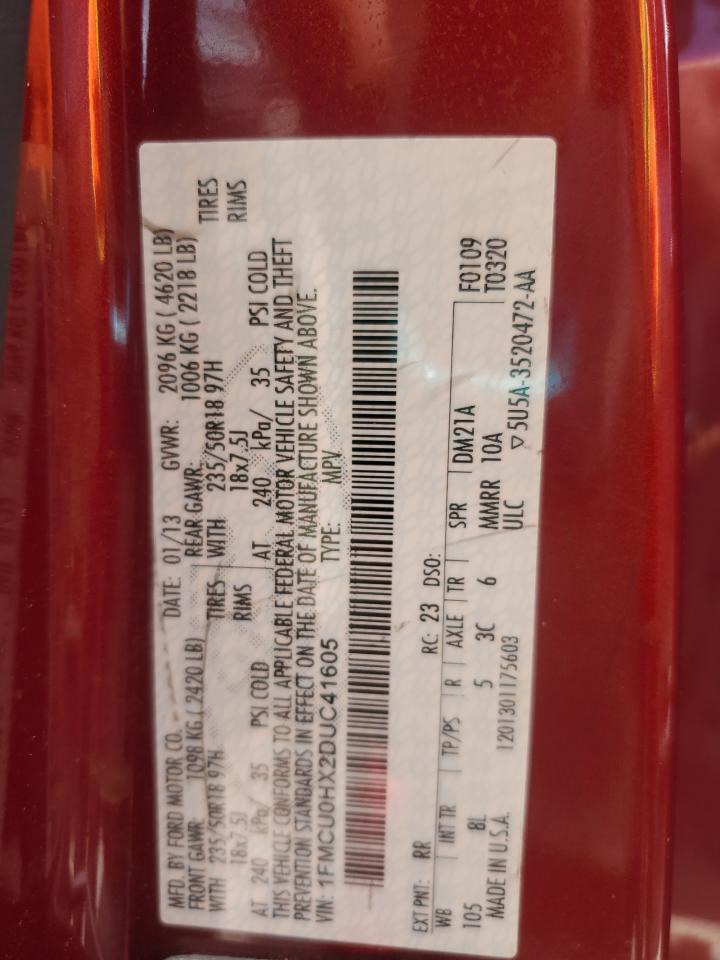 MFD. BY FORD MOTOR CO. DATE: 01/13 GVWR: 2096 KG ( 4620 LB)
FRONT GAWR: 1098 KG ( 2420 LB) REAR GAWR: 1006 KG ( 2218 LB)
WITH 235/50R18 97H TIRES WITH 235/50R18 97H TIRES
18x7.5J RIMS 18x7.5J RIMS
AT 240 kPa/ 35 PSI COLD AT 240 kPa/ 35 PSI COLD
THIS VEHICLE CONFORMS TO ALL APPLICABLE FEDERAL MOTOR VEHICLE SAFETY AND THEFT
PREVENTION STANDARDS IN EFFECT ON THE DATE OF MANUFACTURE SHOWN ABOVE.
VIN: 1FMCU0HX2DUC41605 TYPE: MPV
EXT PNT: RR RC: 23 DSO:
WB INT TR TP/PS R AXLE TR SPR DM21A F0109
105 8L 5 3C 6 MMRR 10A T0320
MADE IN U.S.A. 1201301175603 ULC ▽5U5A-3520472-AA